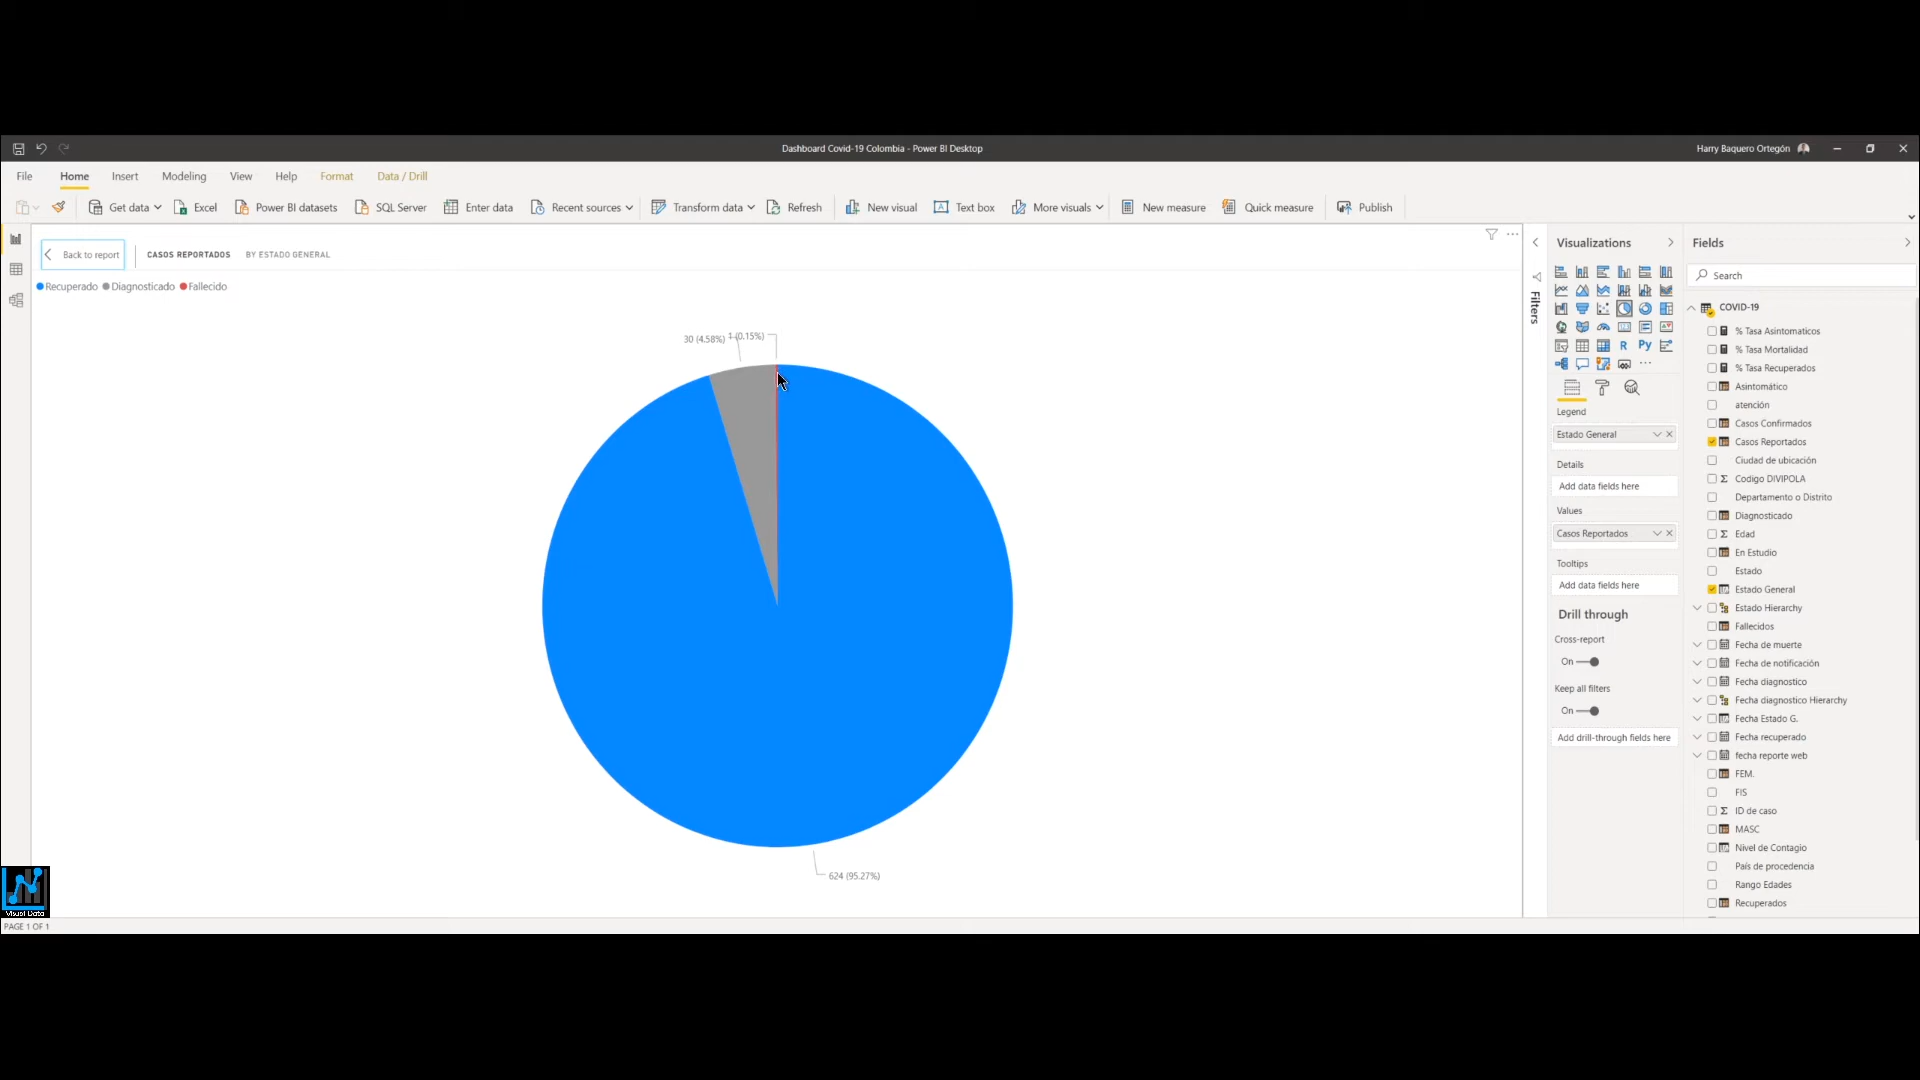 Dashboard Covid-19 Colombia - Power BI Desktop
Harry Baquero Ortegón
File Home Insert Modeling View Help Format Data / Drill
Get data Excel Power BI datasets SQL Server Enter data Recent sources Transform data Refresh New visual Text box More visuals New measure Quick measure Publish
Back to report CASOS REPORTADOS BY ESTADO GENERAL
Recuperado Diagnosticado Fallecido
30 (4.58%) 1 (0.15%)
624 (95.27%)
Visual Data
PAGE 1 OF 1
Filters
Visualizations
R Py
Legend
Estado General
Details
Add data fields here
Values
Casos Reportados
Tooltips
Add data fields here
Drill through
Cross-report
On
Keep all filters
On
Add drill-through fields here
Fields
Search
COVID-19
% Tasa Asintomaticos
% Tasa Mortalidad
% Tasa Recuperados
Asintomático
atención
Casos Confirmados
Casos Reportados
Ciudad de ubicación
Codigo DIVIPOLA
Departamento o Distrito
Diagnosticado
Edad
En Estudio
Estado
Estado General
Estado Hierarchy
Fallecidos
Fecha de muerte
Fecha de notificación
Fecha diagnostico
Fecha diagnostico Hierarchy
Fecha Estado G.
Fecha recuperado
fecha reporte web
FEM.
FIS
ID de caso
MASC
Nivel de Contagio
País de procedencia
Rango Edades
Recuperados